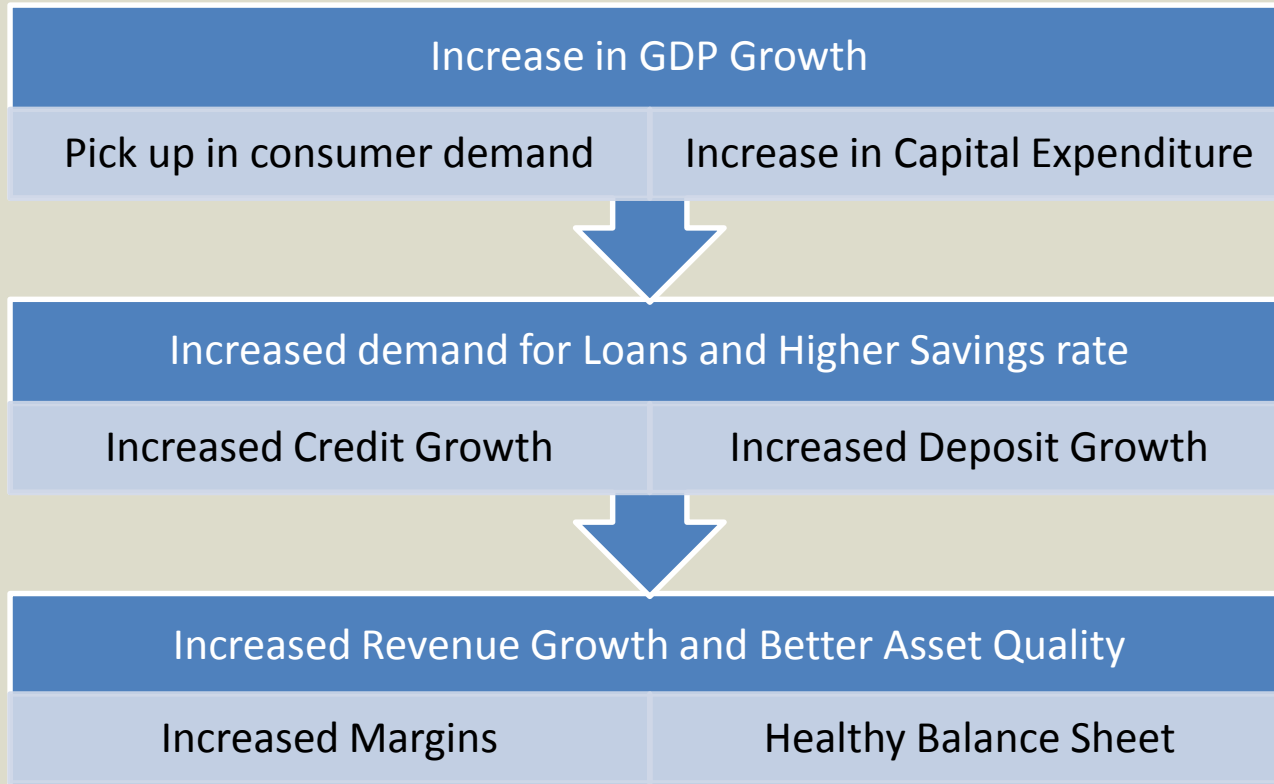 Increase in GDP Growth
Pick up in consumer demand
Increase in Capital Expenditure
Increased demand for Loans and Higher Savings rate
Increased Credit Growth
Increased Deposit Growth
Increased Revenue Growth and Better Asset Quality
Increased Margins
Healthy Balance Sheet